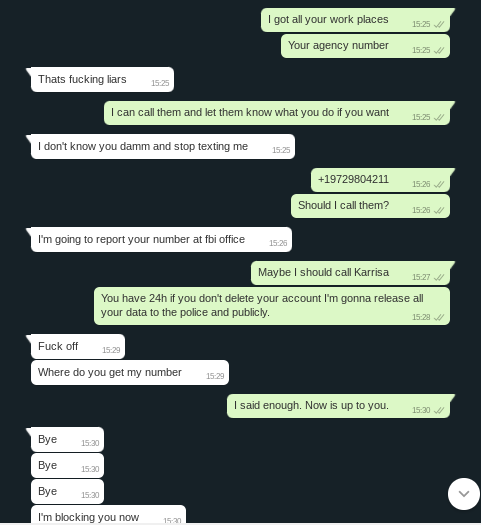 I got all your work places
15:25
Your agency number
15:25
Thats fucking liars
15:25
I can call them and let them know what you do if you want
15:25
I don't know you damm and stop texting me
15:25
+19729804211
15:26
Should I call them?
15:26
I'm going to report your number at fbi office
15:26
Maybe I should call Karrisa
15:27
You have 24h if you don't delete your account I'm gonna release all
your data to the police and publicly.
15:28
Fuck off
15:29
Where do you get my number
15:29
I said enough. Now is up to you.
15:30
Bye
15:30
Bye
15:30
Bye
15:30
I'm blocking you now
15:30